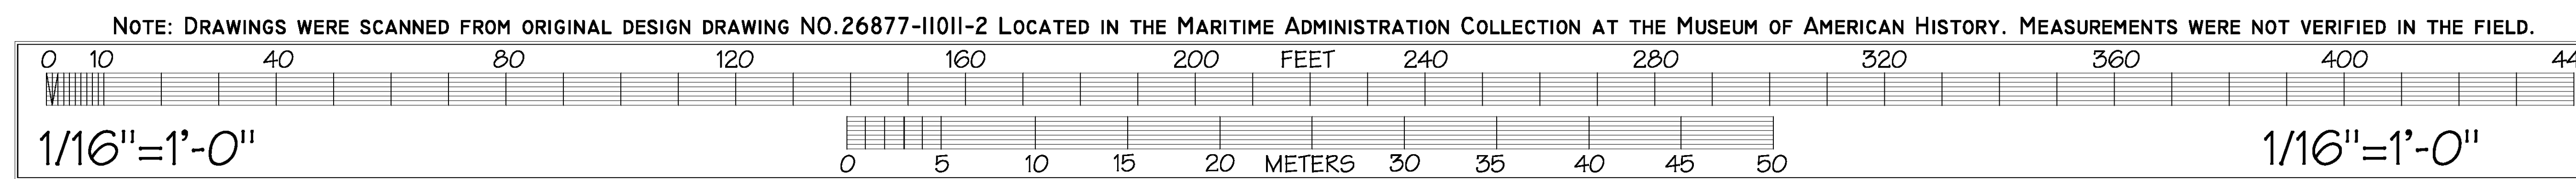 NOTE: DRAWINGS WERE SCANNED FROM ORIGINAL DESIGN DRAWING NO.26877-11011-2 LOCATED IN THE MARITIME ADMINISTRATION COLLECTION AT THE MUSEUM OF AMERICAN HISTORY. MEASUREMENTS WERE NOT VERIFIED IN THE FIELD.
0 10 40 80 120 160 200 FEET 240 280 320 360 400
1/16"=1'-0" 1/16"=1'-0"
0 5 10 15 20 METERS 30 35 40 45 50